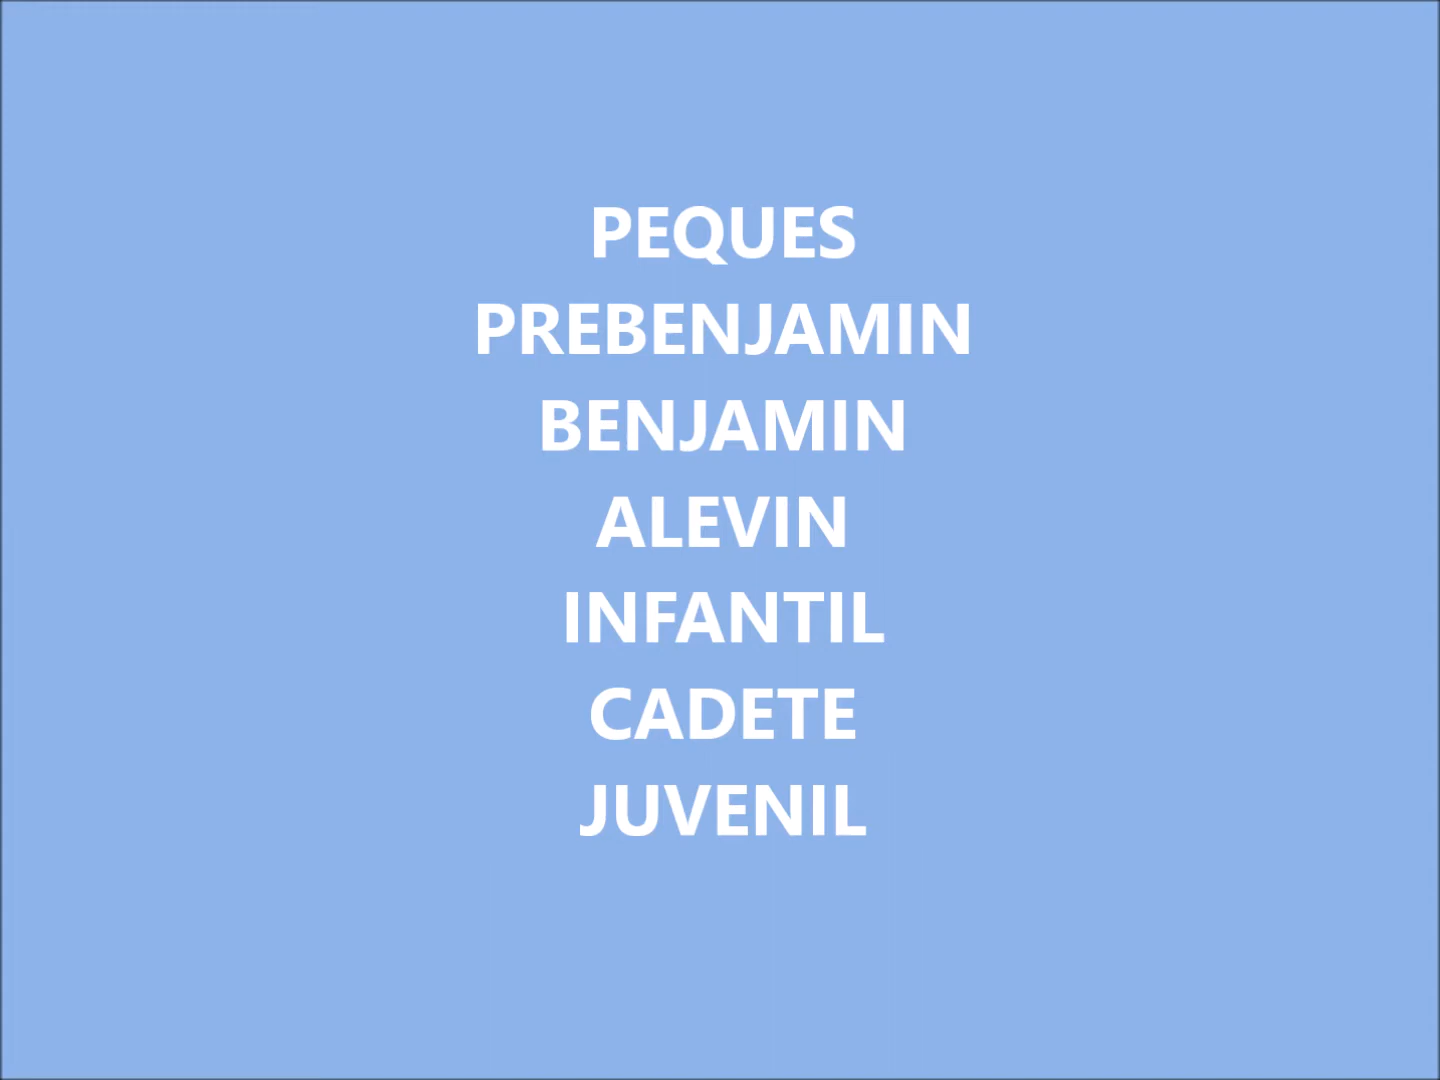 PEQUES
PREBENJAMIN
BENJAMIN
ALEVIN
INFANTIL
CADETE
JUVENIL